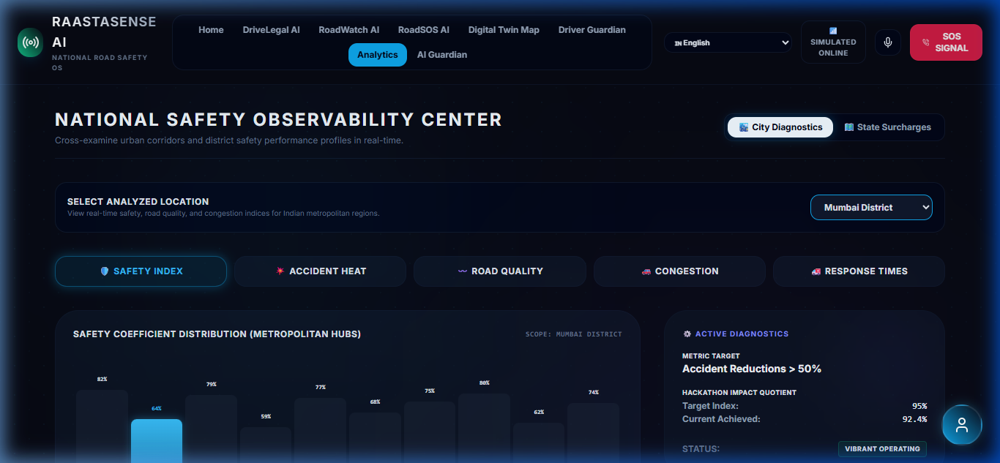 RAASTASENSE
AI
NATIONAL ROAD SAFETY
OS
Home
DriveLegal AI
RoadWatch AI
RoadSOS AI
Digital Twin Map
Driver Guardian
Analytics
AI Guardian
IN English
SIMULATED
ONLINE
SOS
SIGNAL
NATIONAL SAFETY OBSERVABILITY CENTER
Cross-examine urban corridors and district safety performance profiles in real-time.
City Diagnostics
State Surcharges
SELECT ANALYZED LOCATION
View real-time safety, road quality, and congestion indices for Indian metropolitan regions.
Mumbai District
SAFETY INDEX
ACCIDENT HEAT
ROAD QUALITY
CONGESTION
RESPONSE TIMES
SAFETY COEFFICIENT DISTRIBUTION (METROPOLITAN HUBS)
SCOPE: MUMBAI DISTRICT
82%
64%
79%
59%
77%
68%
75%
80%
62%
74%
ACTIVE DIAGNOSTICS
METRIC TARGET
Accident Reductions > 50%
HACKATHON IMPACT QUOTIENT
Target Index: 95%
Current Achieved: 92.4%
STATUS: VIBRANT OPERATING